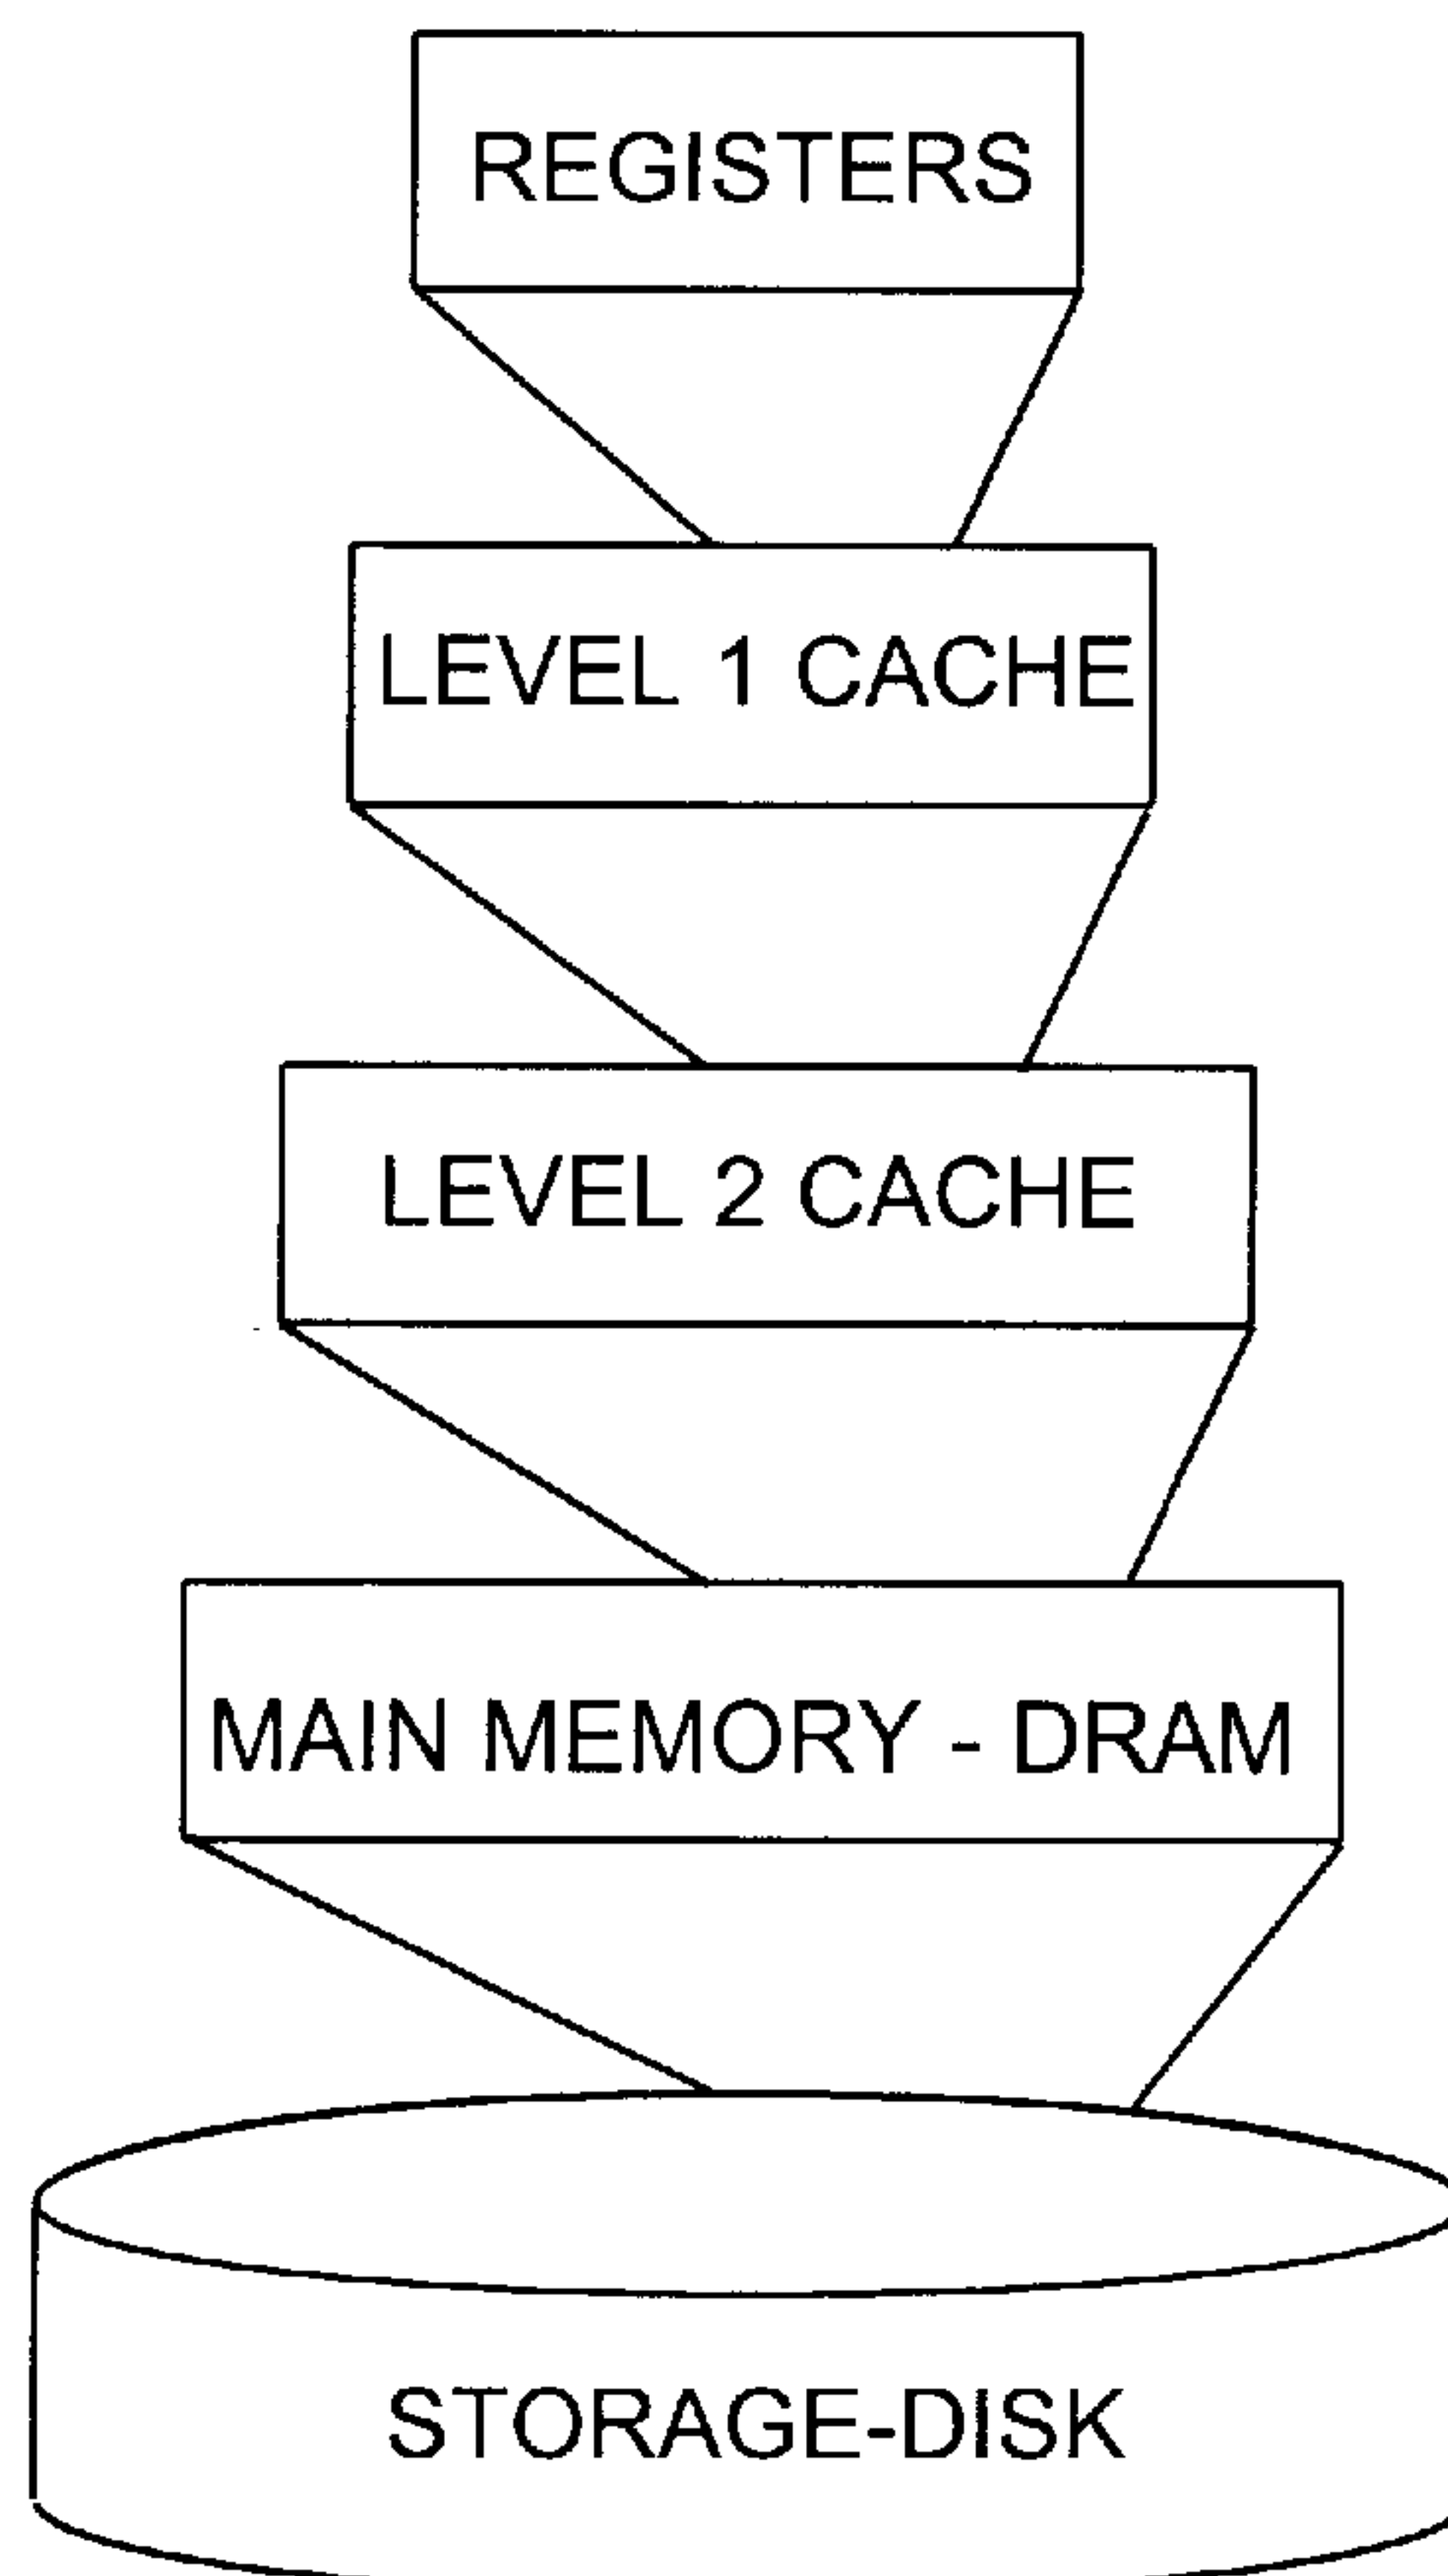 REGISTERS
LEVEL 1 CACHE
LEVEL 2 CACHE
MAIN MEMORY - DRAM
STORAGE-DISK